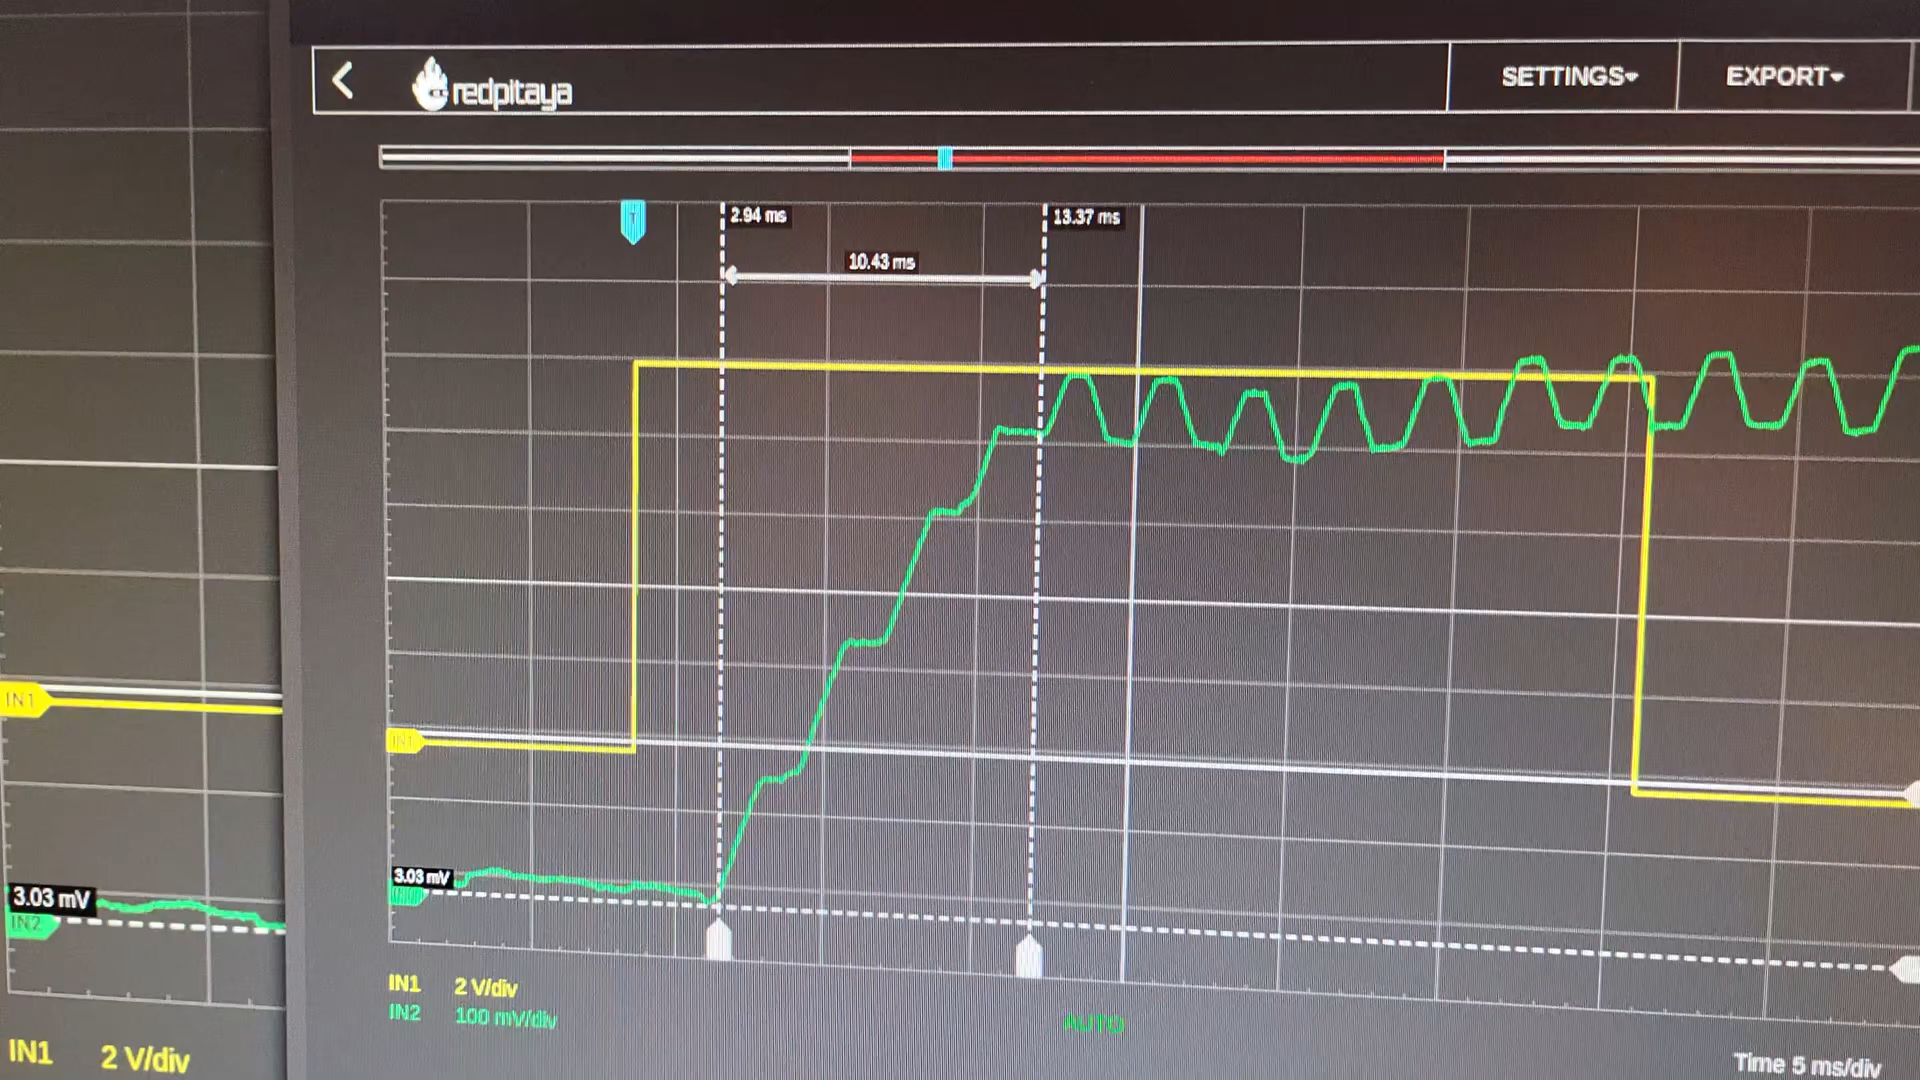 redpitaya
SETTINGS
EXPORT
T
2.94 ms
13.37 ms
10.43 ms
IN1
IN1
3.03 mV
3.03 mV
IN2
IN1 2 V/div
IN2 100 mV/div
AUTO
IN1 2 V/div
Time 5 ms/div